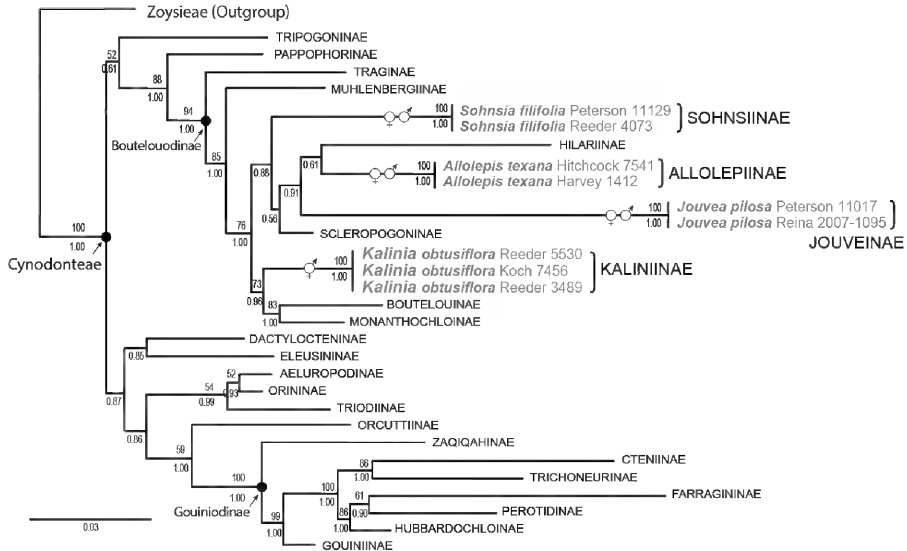 Zoysieae (Outgroup)
TRIPOGONINAE
52
0.61
PAPPOPHORINAE
88
1.00
TRAGINAE
94
1.00
Boutelouodinae
MUHLENBERGIINAE
85
1.00
100 Sohnsia filifolia Peterson 11129
1.00 Sohnsia filifolia Reeder 4073
SOHNSIINAE
0.88
HILARIINAE
0.61
100 Allolepis texana Hitchcock 7541
1.00 Allolepis texana Harvey 1412
ALLOLEPIINAE
0.91
100 Jouvea pilosa Peterson 11017
1.00 Jouvea pilosa Reina 2007-1095
JOUVEINAE
0.56
SCLEROPOGONINAE
76
1.00
100 Kalinia obtusiflora Reeder 5530
1.00 Kalinia obtusiflora Koch 7456
Kalinia obtusiflora Reeder 3489
KALINIINAE
73
0.96
BOUTELOUINAE
83
1.00
MONANTHOCHLOINAE
100
1.00
Cynodonteae
DACTYLOCTENINAE
0.85
ELEUSININAE
AELUROPODINAE
52
0.93
ORININAE
54
0.99
TRIODIINAE
0.87
0.86
ORCUTTIINAE
59
1.00
ZAQIQAHINAE
100
1.00
Gouiniodinae
CTENIINAE
86
1.00
TRICHONEURINAE
100
1.00
FARRAGININAE
61
0.90
PEROTIDINAE
86
1.00
HUBBARDOCHLOINAE
99
1.00
GOUINIINAE
0.03